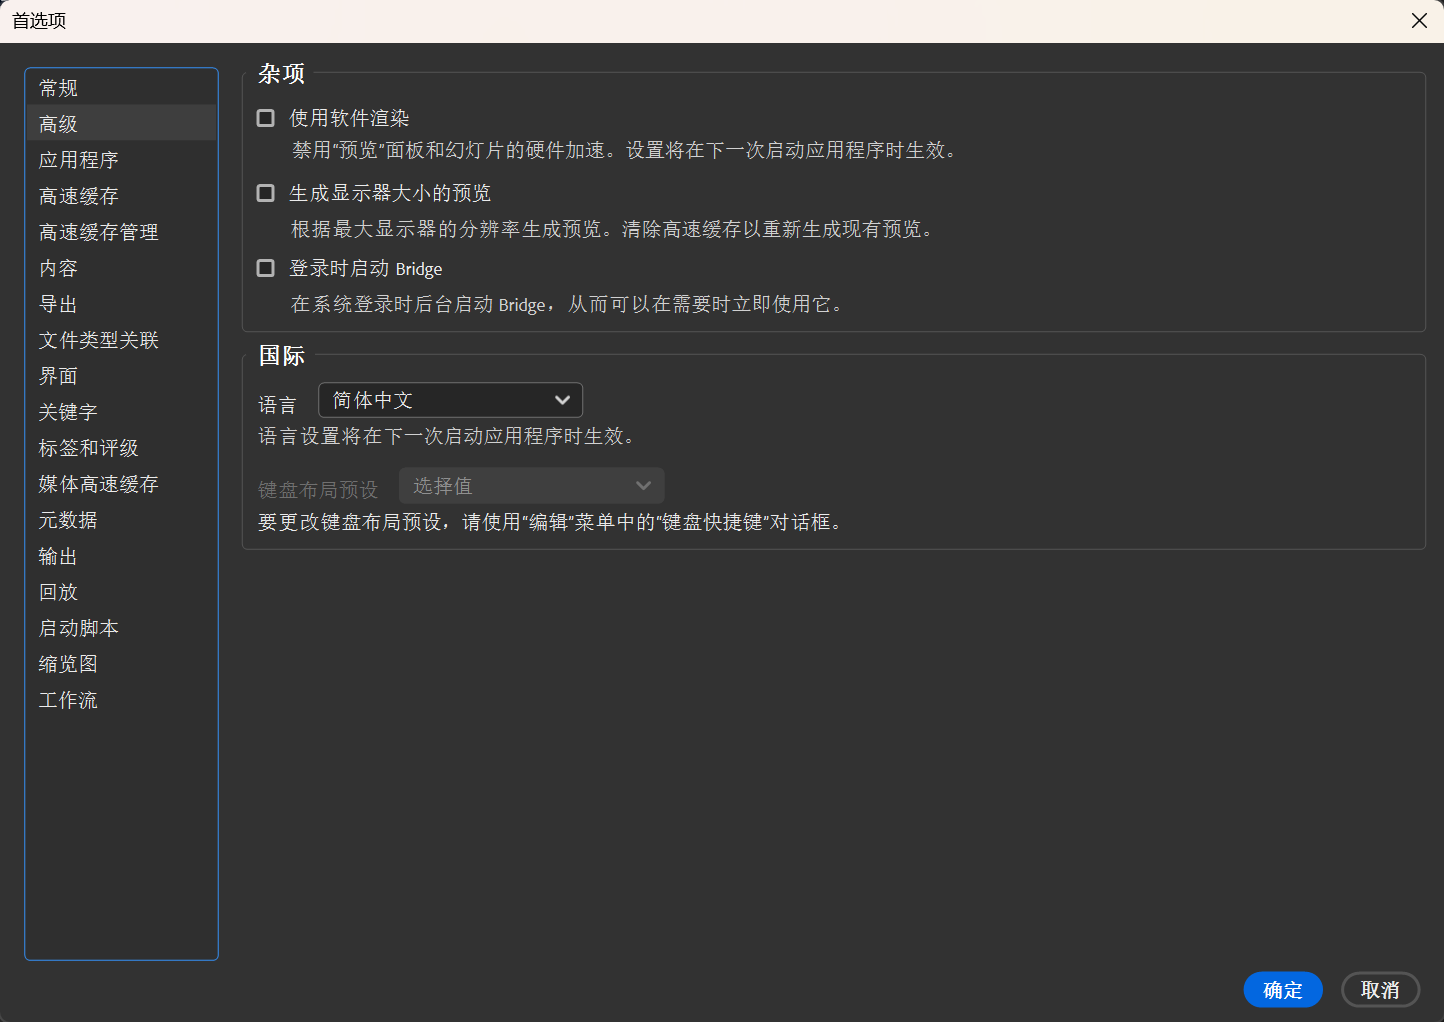 首选项
常规
高级
应用程序
高速缓存
高速缓存管理
内容
导出
文件类型关联
界面
关键字
标签和评级
媒体高速缓存
元数据
输出
回放
启动脚本
缩览图
工作流
杂项
使用软件渲染
禁用“预览”面板和幻灯片的硬件加速。设置将在下一次启动应用程序时生效。
生成显示器大小的预览
根据最大显示器的分辨率生成预览。清除高速缓存以重新生成现有预览。
登录时启动 Bridge
在系统登录时后台启动 Bridge，从而可以在需要时立即使用它。
国际
语言 简体中文
语言设置将在下一次启动应用程序时生效。
键盘布局预设 选择值
要更改键盘布局预设，请使用“编辑”菜单中的“键盘快捷键”对话框。
确定 取消